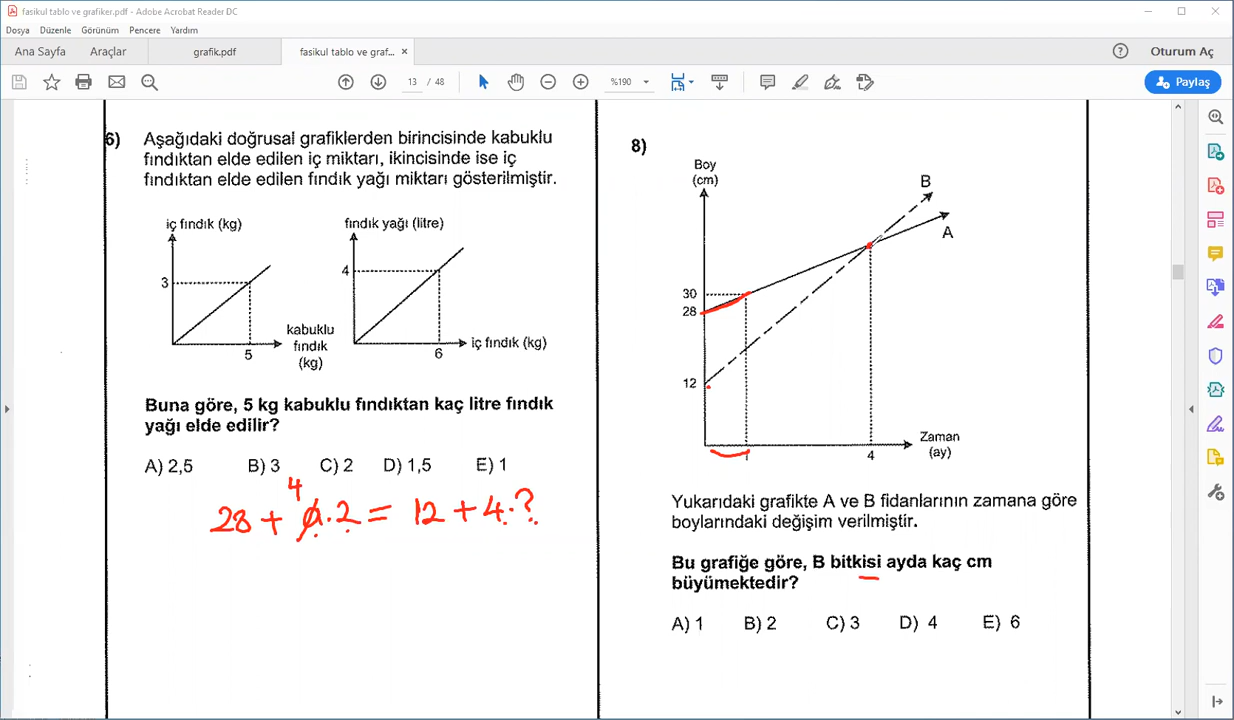 fasikul tablo ve grafiker.pdf - Adobe Acrobat Reader DC
Dosya Düzenle Görünüm Pencere Yardım
Ana Sayfa Araçlar grafik.pdf fasikul tablo ve graf... × Oturum Aç
13 / 48 %190 Paylaş
6) Aşağıdaki doğrusal grafiklerden birincisinde kabuklu
fındıktan elde edilen iç miktarı, ikincisinde ise iç
fındıktan elde edilen fındık yağı miktarı gösterilmiştir.
iç fındık (kg)
3
5
kabuklu
fındık
(kg)
fındık yağı (litre)
4
6
iç fındık (kg)
Buna göre, 5 kg kabuklu fındıktan kaç litre fındık
yağı elde edilir?
A) 2,5 B) 3 C) 2 D) 1,5 E) 1
4
28 + a . 2 = 12 + 4 . ?
8)
Boy
(cm)
B
A
30
28
12
1
4
Zaman
(ay)
Yukarıdaki grafikte A ve B fidanlarının zamana göre
boylarındaki değişim verilmiştir.
Bu grafiğe göre, B bitkisi ayda kaç cm
büyümektedir?
A) 1 B) 2 C) 3 D) 4 E) 6